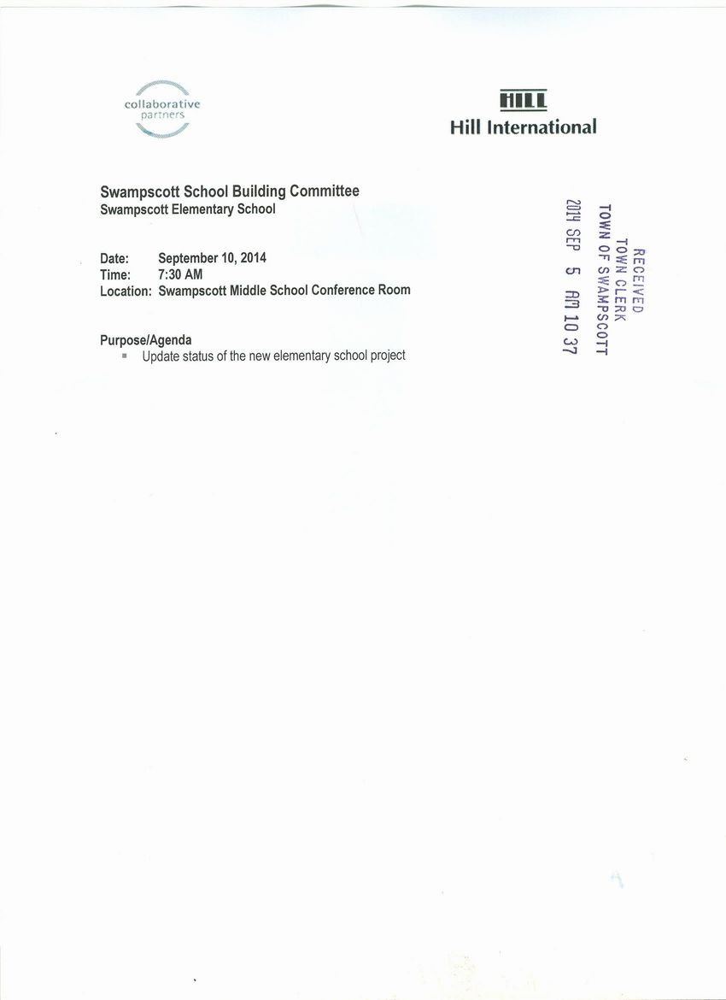 collaborative
partners
HILL
Hill International
Swampscott School Building Committee
Swampscott Elementary School
Date: September 10, 2014
Time: 7:30 AM
Location: Swampscott Middle School Conference Room
Purpose/Agenda
▪ Update status of the new elementary school project
RECEIVED
TOWN CLERK
TOWN OF SWAMPSCOTT
2014 SEP 5 AM 10 37